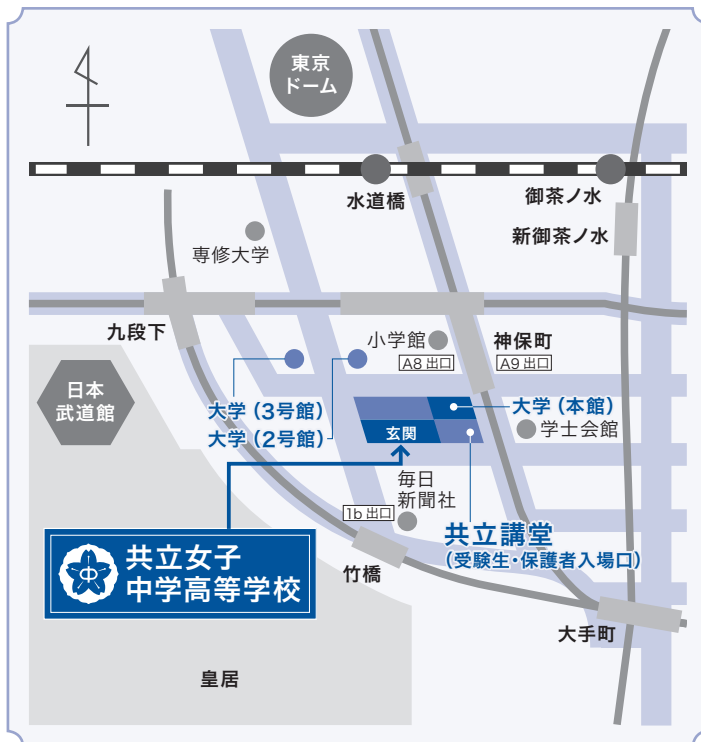 東京
ドーム
水道橋
御茶ノ水
新御茶ノ水
専修大学
九段下
小学館
神保町
A8 出口
A9 出口
日本
武道館
大学（3号館）
大学（本館）
大学（2号館）
玄関
学士会館
毎日
新聞社
1b 出口
共立講堂
（受験生・保護者入場口）
中
共立女子
中学高等学校
竹橋
大手町
皇居